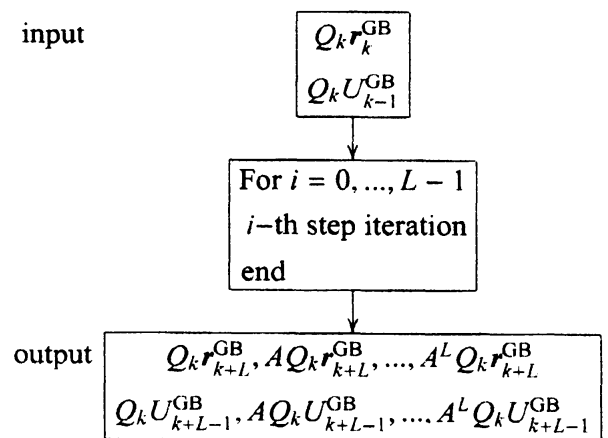 input
Q_k r_k^GB
Q_k U_{k-1}^GB
For i = 0, ..., L − 1
i−th step iteration
end
output
Q_k r_{k+L}^GB, AQ_k r_{k+L}^GB, ..., A^L Q_k r_{k+L}^GB
Q_k U_{k+L-1}^GB, AQ_k U_{k+L-1}^GB, ..., A^L Q_k U_{k+L-1}^GB